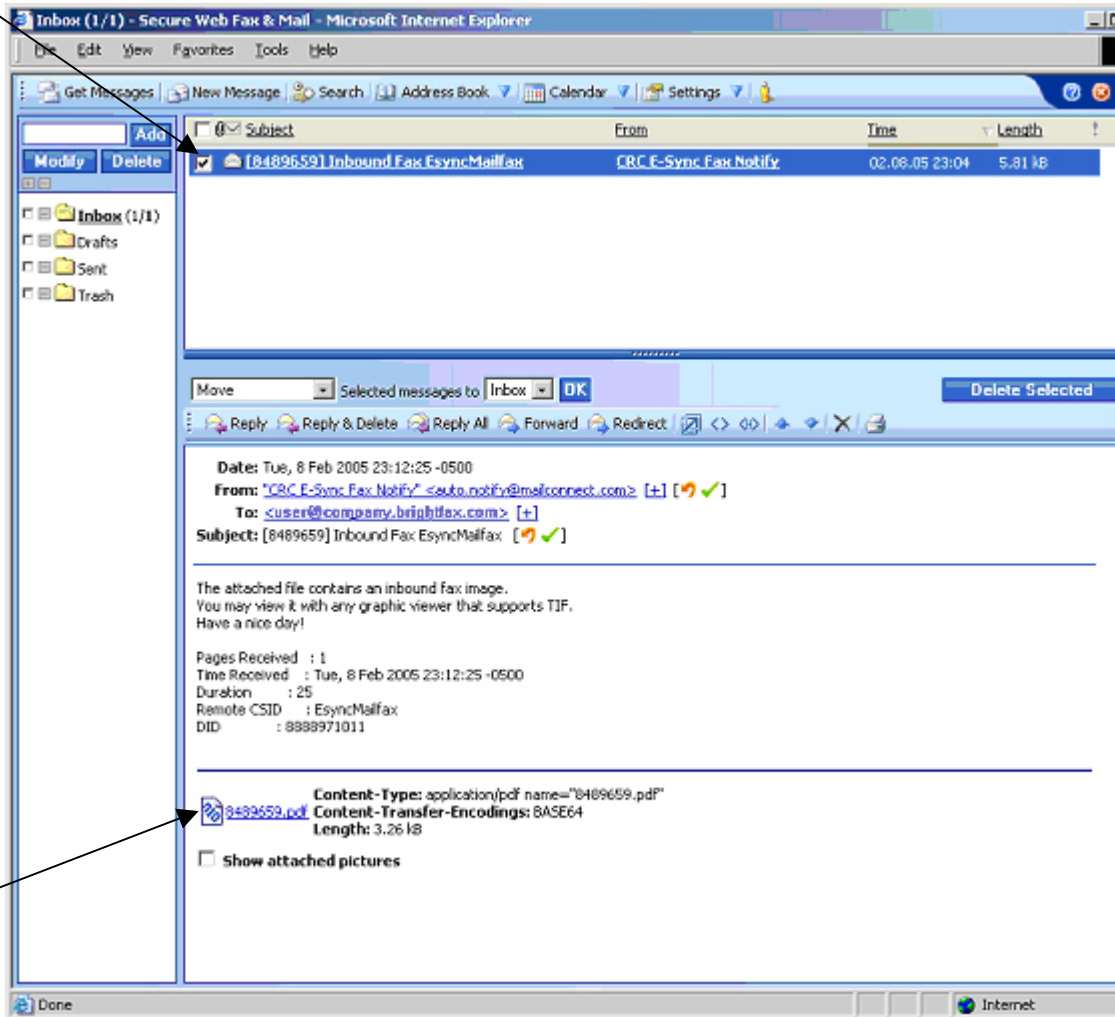 Inbox (1/1) - Secure Web Fax & Mail - Microsoft Internet Explorer
File Edit View Favorites Tools Help
Get Messages New Message Search Address Book Calendar Settings
Add
Modify Delete
Subject From Time Length !
[8489659] Inbound Fax EsyncMailfax CRC E-Sync Fax Notify 02.08.05 23:04 5.81 kB
Inbox (1/1)
Drafts
Sent
Trash
Move Selected messages to Inbox OK Delete Selected
Reply Reply & Delete Reply All Forward Redirect
Date: Tue, 8 Feb 2005 23:12:25 -0500
From: "CRC E-Sync Fax Notify" <auto.notify@mailconnect.com> [+] [ ]
To: <user@company.brightfax.com> [+]
Subject: [8489659] Inbound Fax EsyncMailfax [ ]
The attached file contains an inbound fax image.
You may view it with any graphic viewer that supports TIF.
Have a nice day!
Pages Received : 1
Time Received : Tue, 8 Feb 2005 23:12:25 -0500
Duration : 25
Remote CSID : EsyncMailfax
DID : 8888971011
8489659.pdf
Content-Type: application/pdf name="8489659.pdf"
Content-Transfer-Encodings: BASE64
Length: 3.26 kB
Show attached pictures
Done Internet